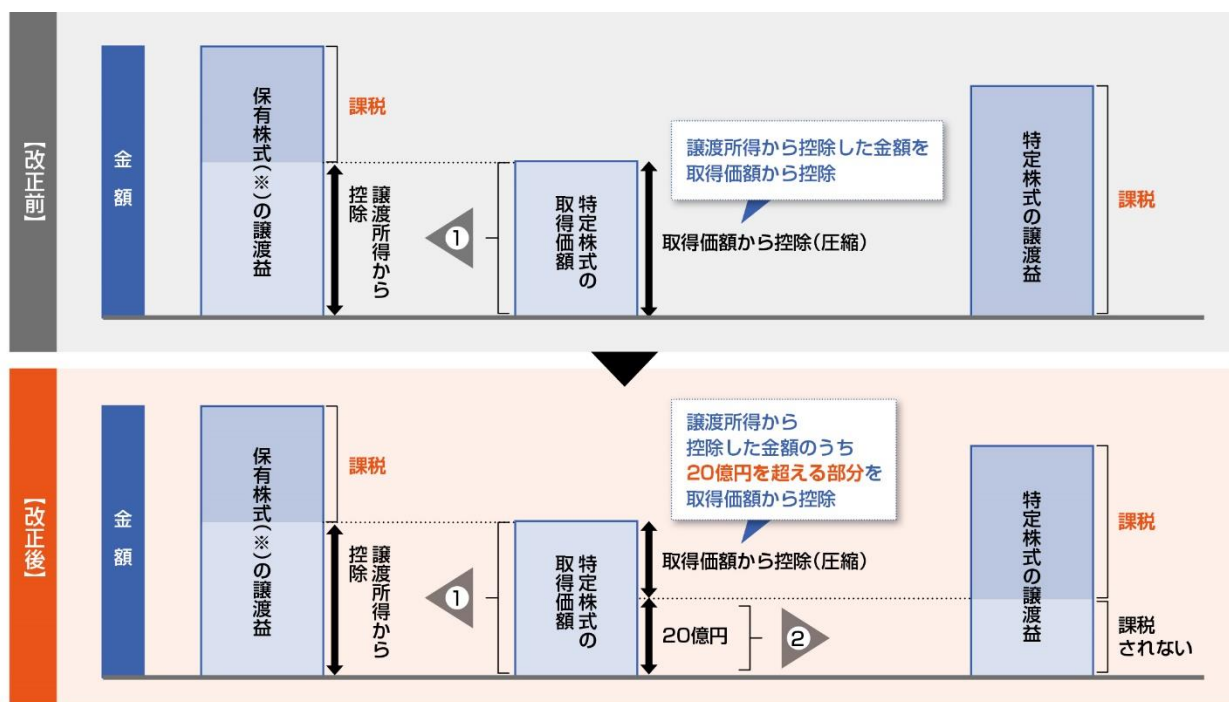 【改正前】
金額
保有株式(※)の譲渡益
課税
譲渡所得から
控除
①
特定株式の
取得価額
譲渡所得から控除した金額を
取得価額から控除
取得価額から控除(圧縮)
特定株式の譲渡益
課税
【改正後】
金額
保有株式(※)の譲渡益
課税
譲渡所得から
控除
①
特定株式の
取得価額
譲渡所得から
控除した金額のうち
20億円を超える部分を
取得価額から控除
取得価額から控除(圧縮)
20億円
②
特定株式の譲渡益
課税
課税
されない